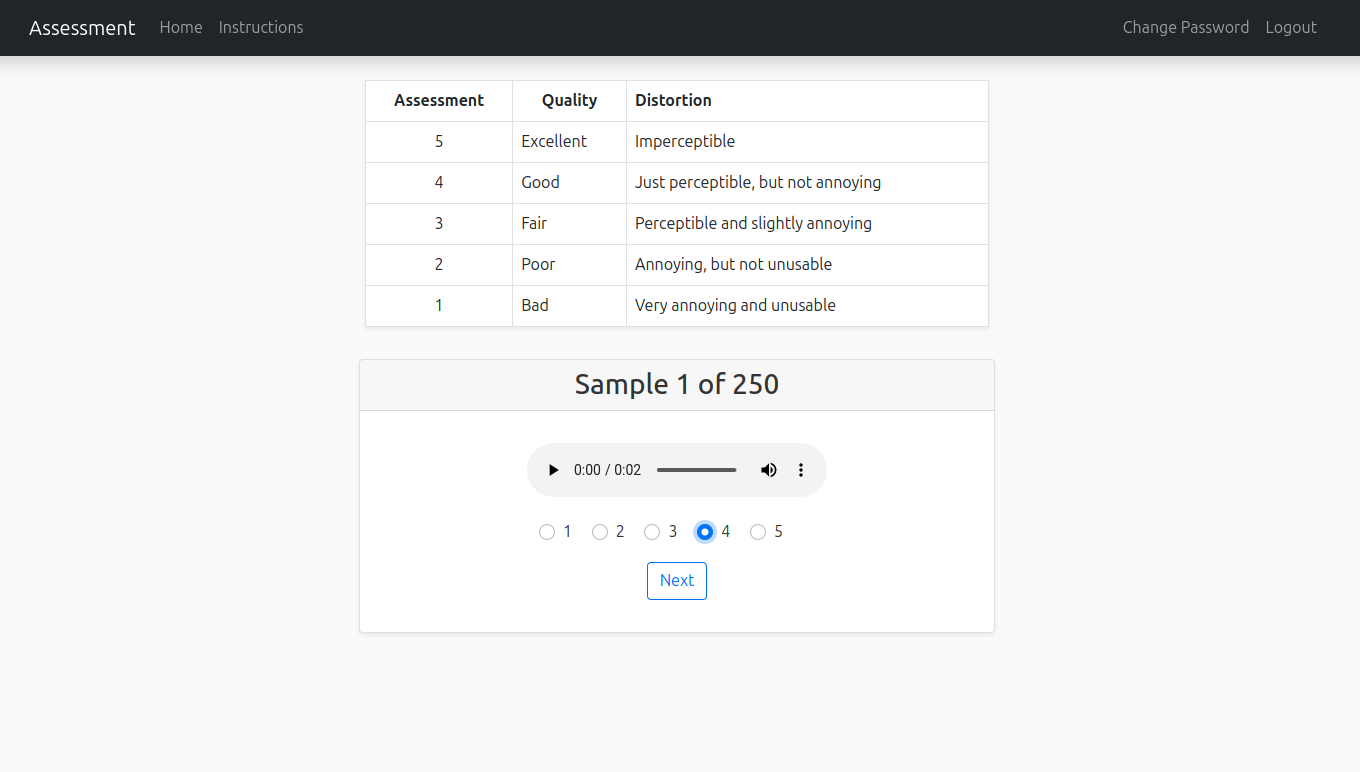 Assessment Home Instructions Change Password Logout
Assessment Quality Distortion
5 Excellent Imperceptible
4 Good Just perceptible, but not annoying
3 Fair Perceptible and slightly annoying
2 Poor Annoying, but not unusable
1 Bad Very annoying and unusable
Sample 1 of 250
0:00 / 0:02
1 2 3 4 5
Next